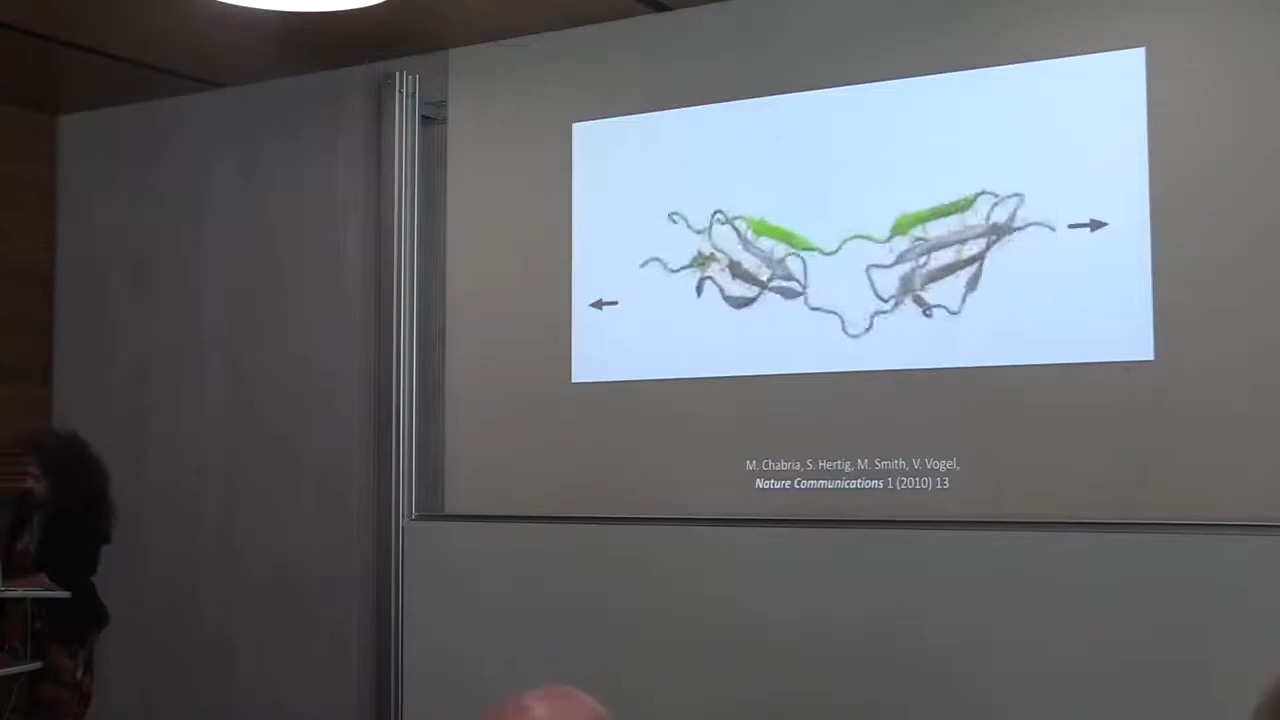 M. Chabria, S. Hertig, M. Smith, V. Vogel,
Nature Communications 1 (2010) 13